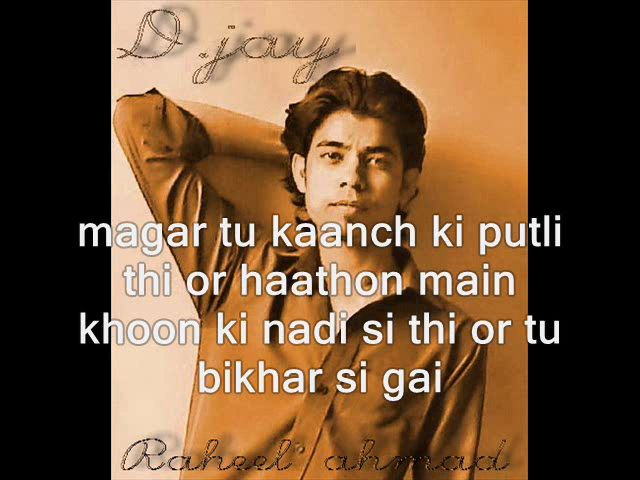 D.jay
magar tu kaanch ki putli
thi or haathon main
khoon ki nadi si thi or tu
bikhar si gai
Raheel ahmad